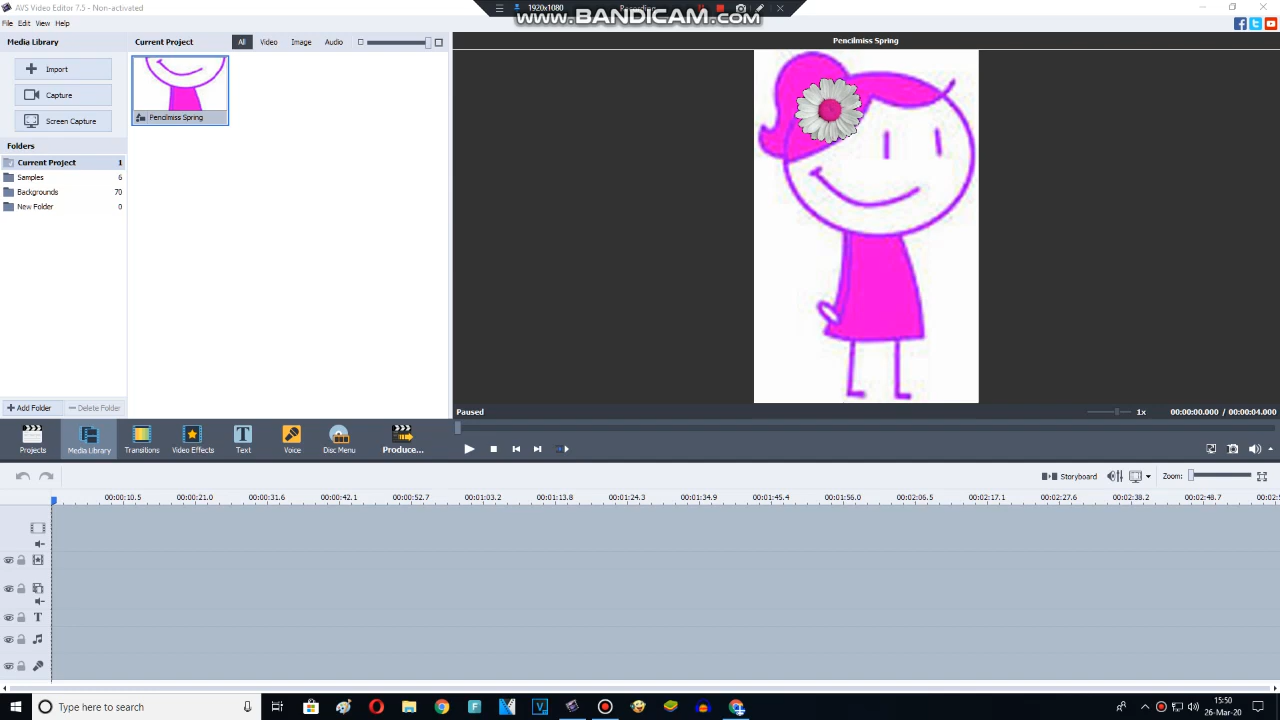 AVS Video Editor 7.5 - Non-activated
1920x1080
Recording
www.BANDICAM.com
File Edit View Help
Media Library
Current Project
All Video Image Audio
Pencilmiss Spring
Import
Capture
Screen Capture
Pencilmiss Spring
Folders
Current Project 1
Samples 6
Backgrounds 70
New Folder 0
Add Folder
Delete Folder
Paused
1x
00:00:00.000 / 00:00:04.000
Projects
Media Library
Transitions
Video Effects
Text
Voice
Disc Menu
Produce...
Storyboard
Zoom:
00:00:10.5 00:00:21.0 00:00:31.6 00:00:42.1 00:00:52.7 00:01:03.2 00:01:13.8 00:01:24.3 00:01:34.9 00:01:45.4 00:01:56.0 00:02:06.5 00:02:17.1 00:02:27.6 00:02:38.2 00:02:48.7
T
Type here to search
15:50
26-Mar-20